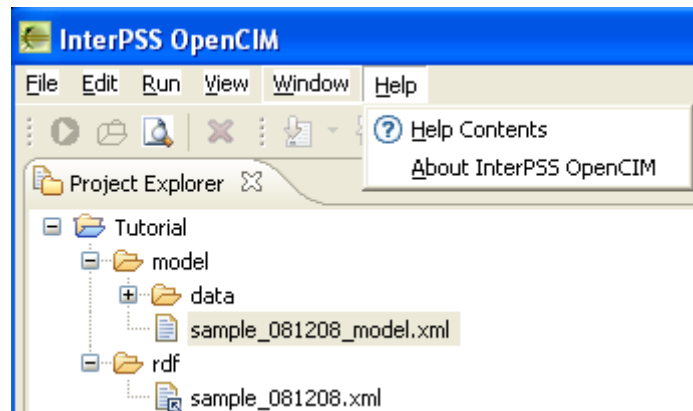 InterPSS OpenCIM
File Edit Run View Window Help
Help Contents
About InterPSS OpenCIM
Project Explorer
Tutorial
model
data
sample_081208_model.xml
rdf
sample_081208.xml